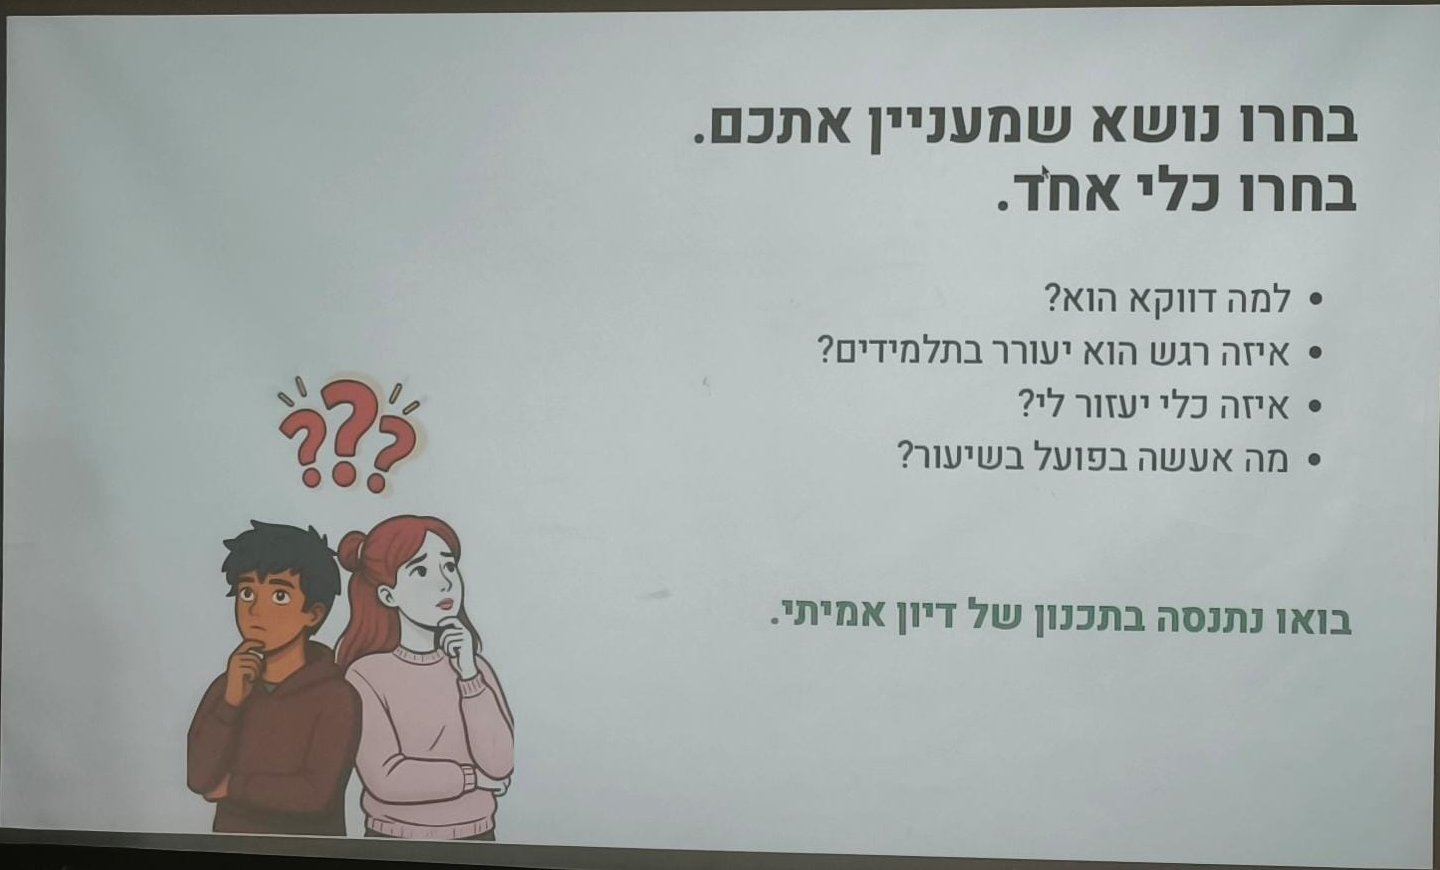 בחרו נושא שמעניין אתכם.
בחרו כלי אחד.
• למה דווקא הוא?
• איזה רגש הוא יעורר בתלמידים?
• איזה כלי יעזור לי?
• מה אעשה בפועל בשיעור?
???
בואו נתנסה בתכנון של דיון אמיתי.